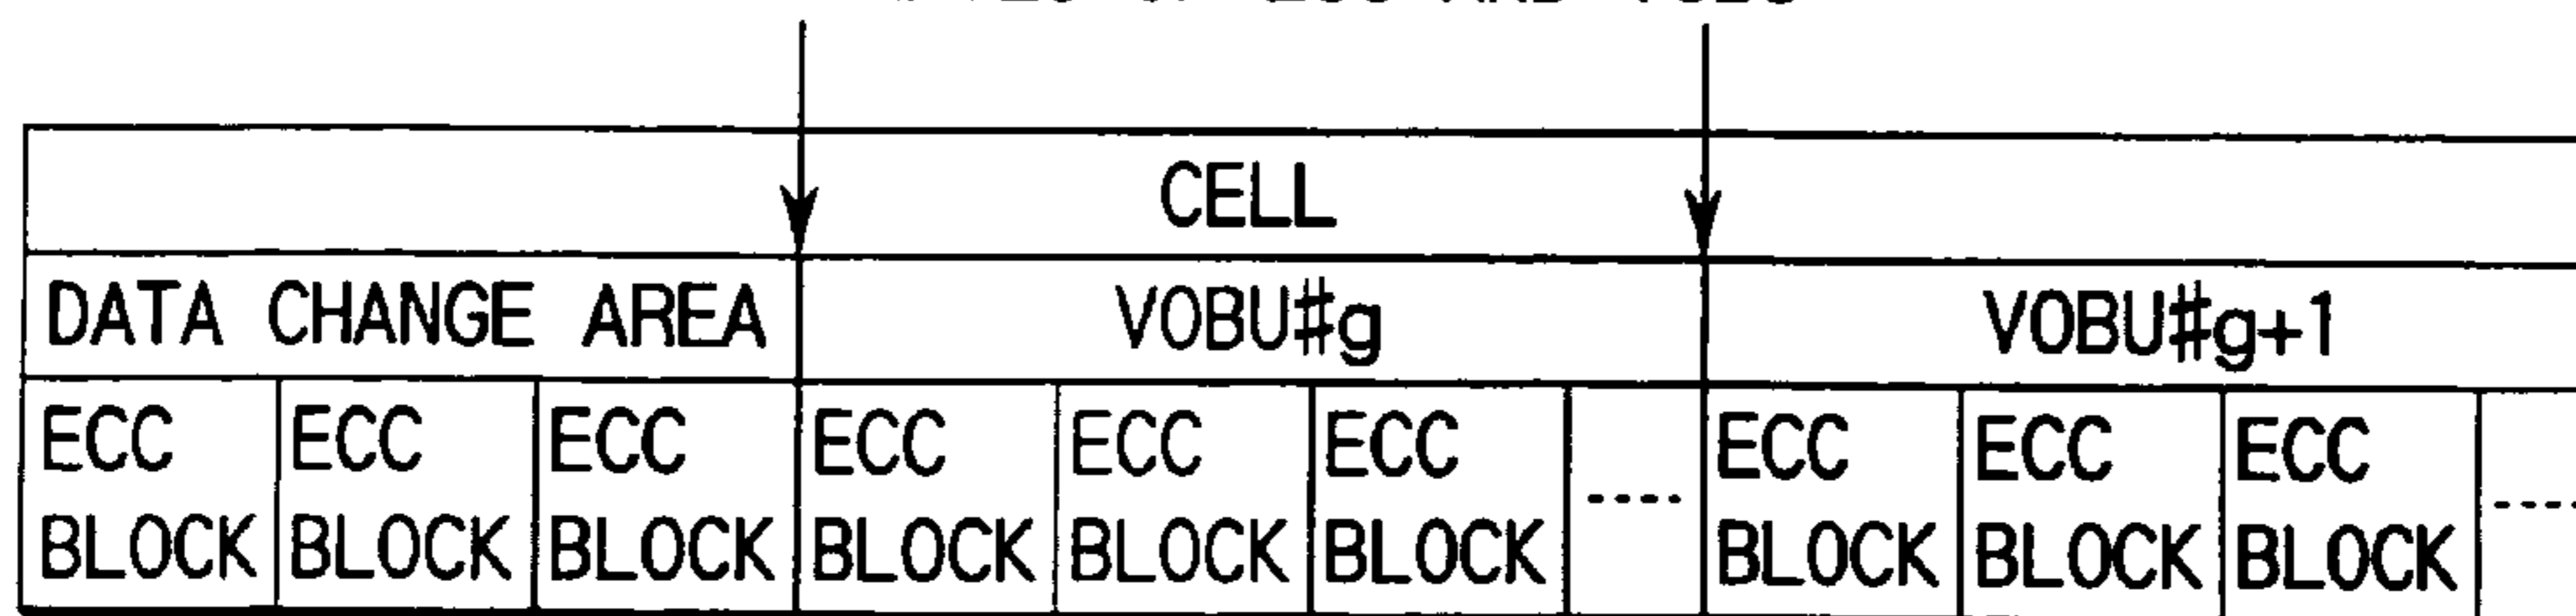 AND
CELL
DATA CHANGE AREA VOBU#g VOBU#g+1
ECC ECC ECC ECC ECC ECC ---- ECC ECC ECC ----
BLOCK BLOCK BLOCK BLOCK BLOCK BLOCK BLOCK BLOCK BLOCK